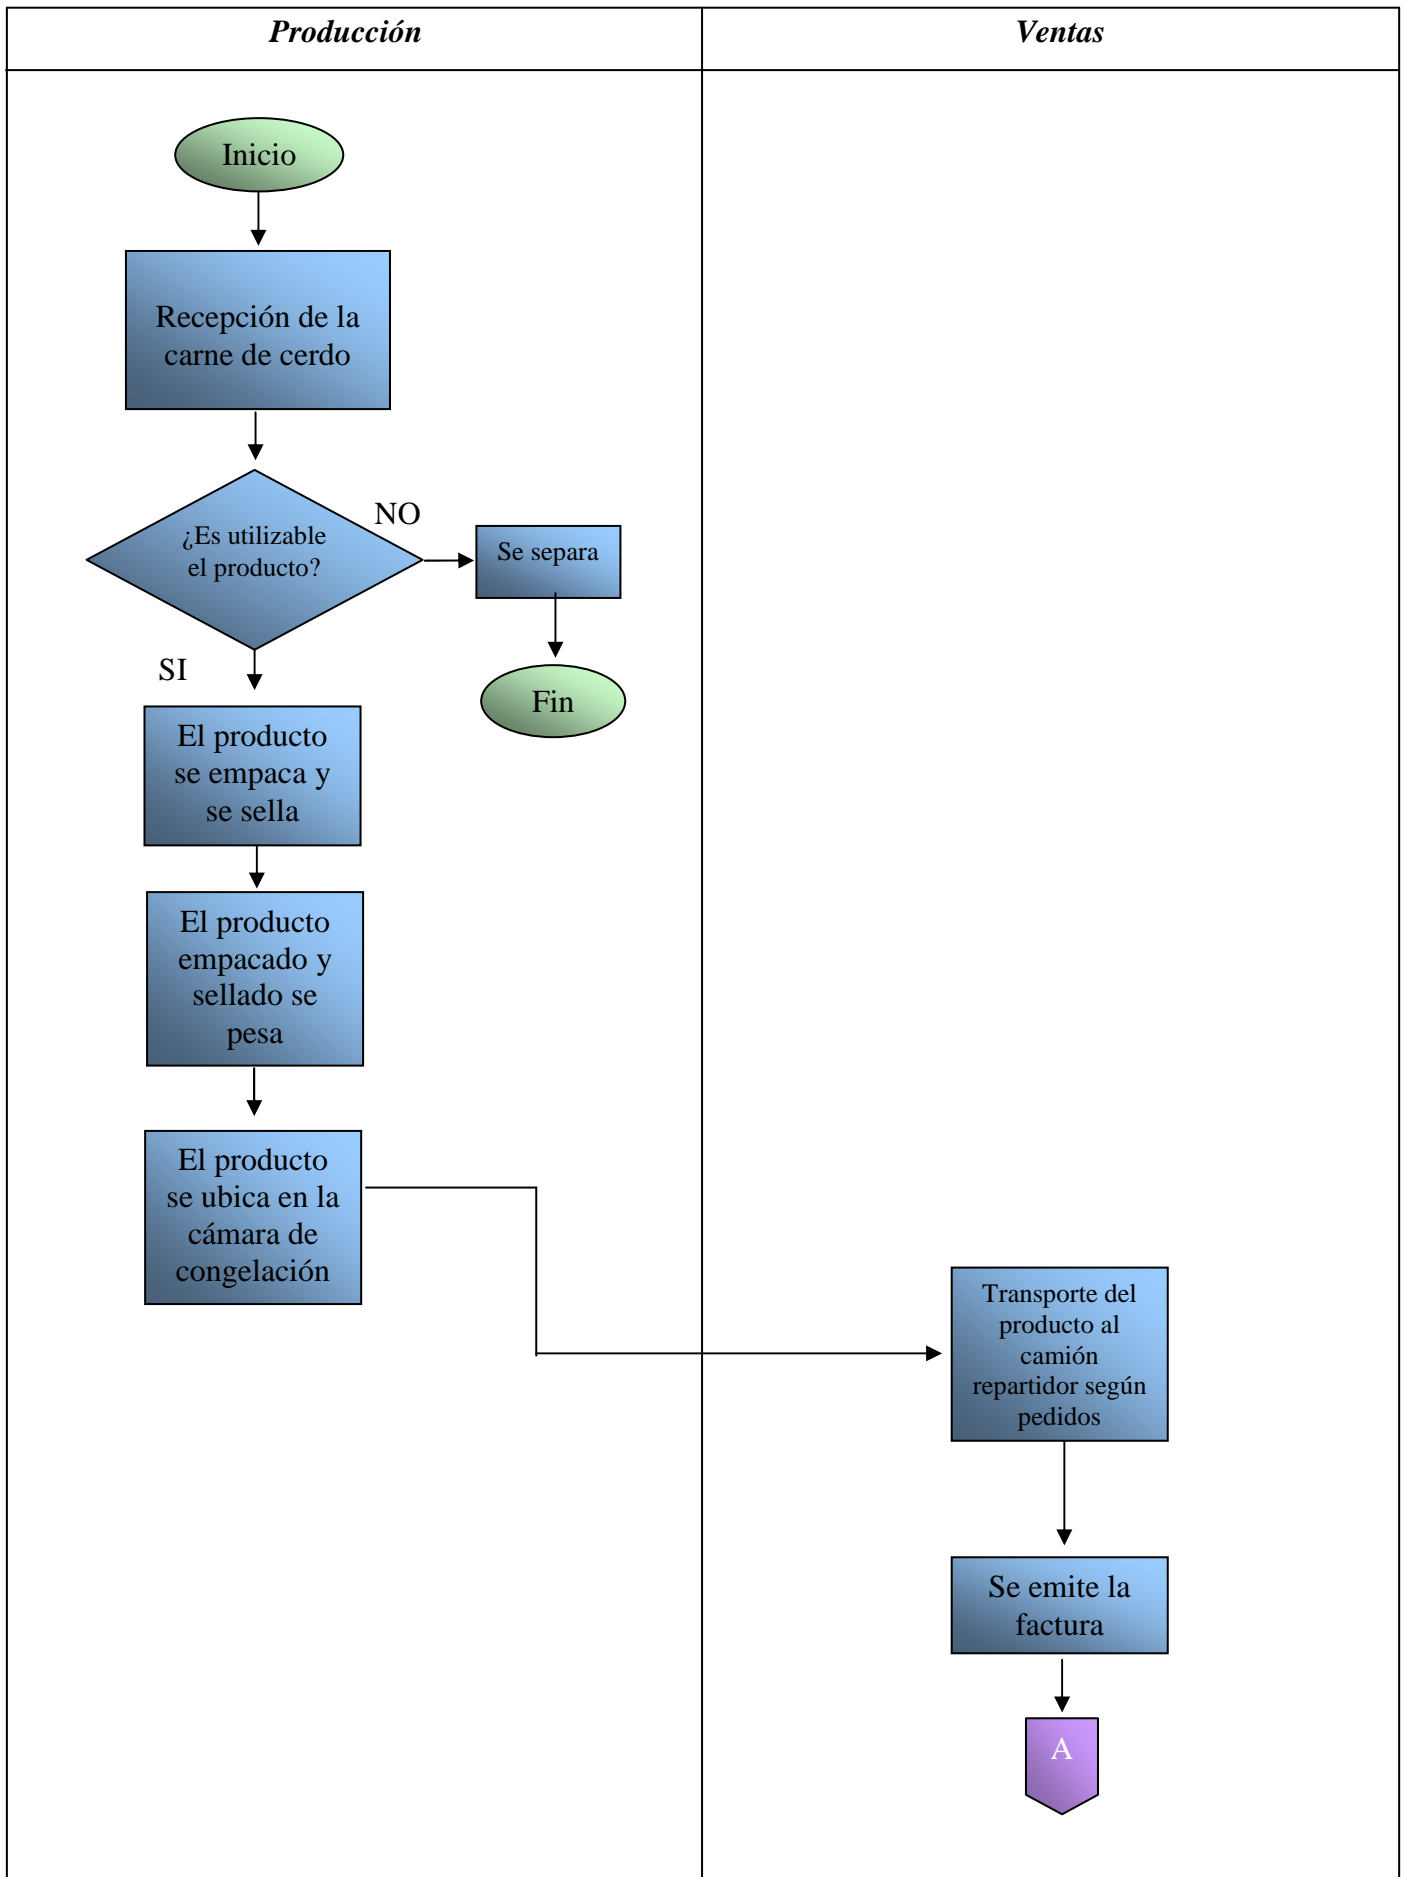 Producción
Ventas
Inicio
Recepción de la
carne de cerdo
¿Es utilizable
el producto?
NO
Se separa
Fin
SI
El producto
se empaca y
se sella
El producto
empacado y
sellado se
pesa
El producto
se ubica en la
cámara de
congelación
Transporte del
producto al
camión
repartidor según
pedidos
Se emite la
factura
A